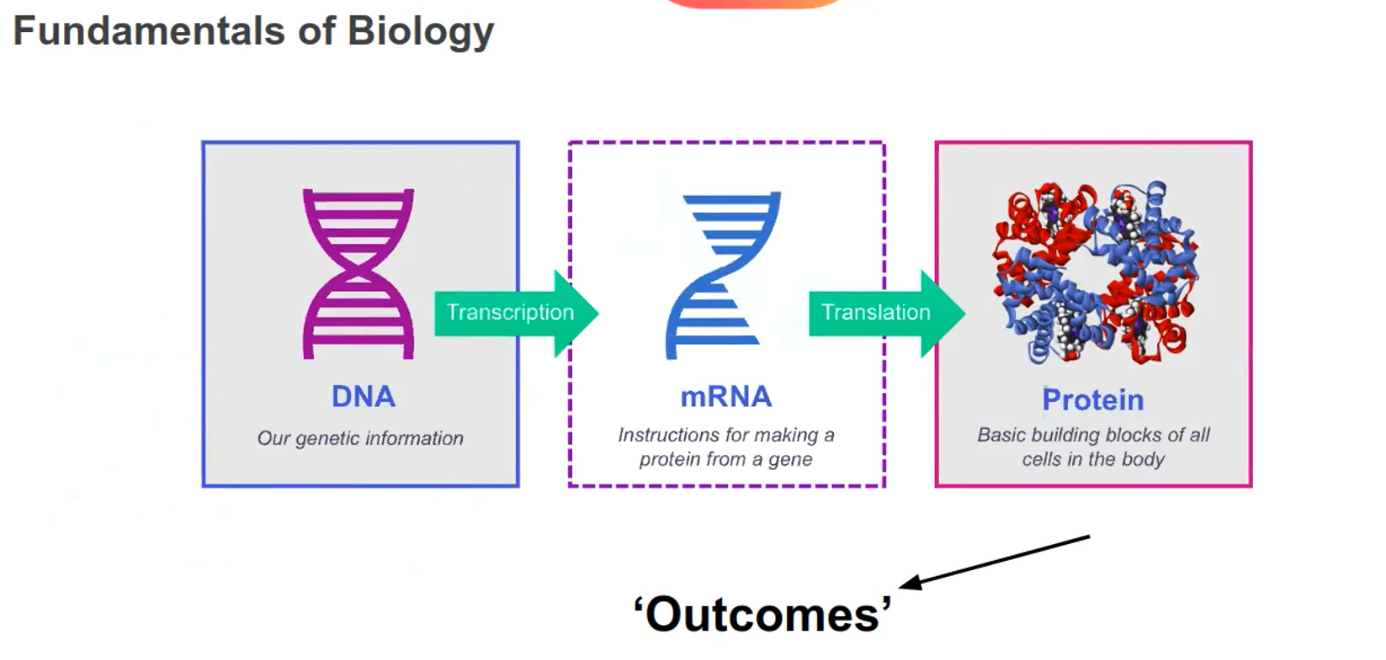 Fundamentals of Biology
Transcription
Translation
DNA
mRNA
Protein
Our genetic information
Instructions for making a
protein from a gene
Basic building blocks of all
cells in the body
‘Outcomes’